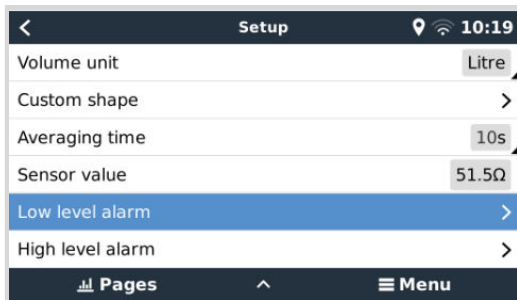 Setup 10:19
Volume unit Litre
Custom shape
Averaging time 10s
Sensor value 51.5Ω
Low level alarm
High level alarm
Pages Menu